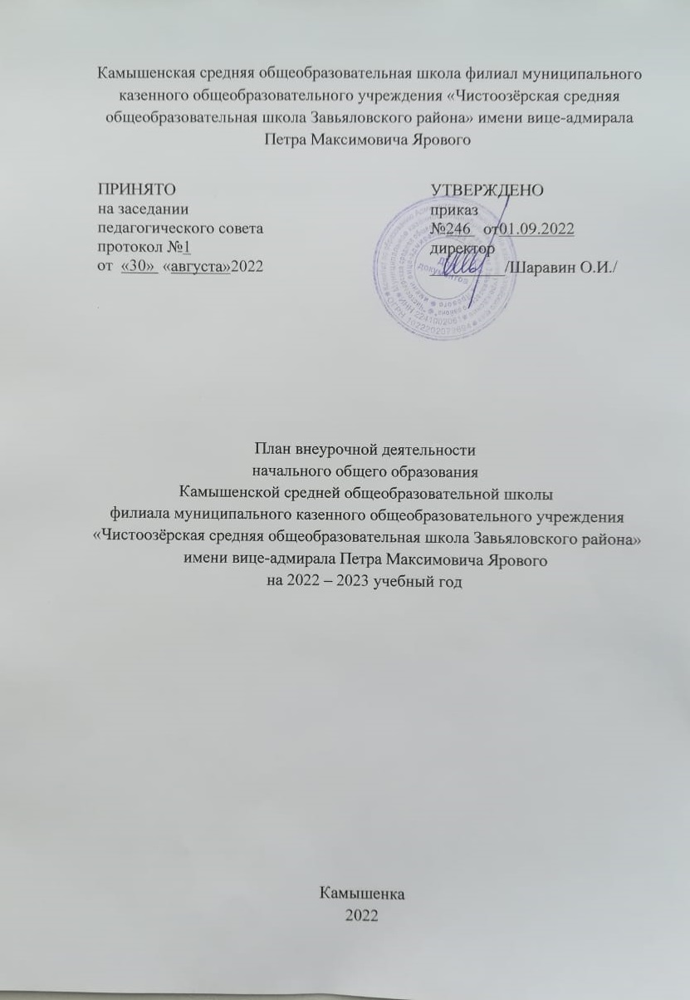 Камышенская средняя общеобразовательная школа филиал муниципального
казенного общеобразовательного учреждения «Чистоозёрская средняя
общеобразовательная школа Завьяловского района» имени вице-адмирала
Петра Максимовича Ярового
ПРИНЯТО
на заседании
педагогического совета
протокол №1
от «30» «августа»2022
УТВЕРЖДЕНО
приказ
№246 от01.09.2022
директор
/Шаравин О.И./
Для
документов
План внеурочной деятельности
начального общего образования
Камышенской средней общеобразовательной школы
филиала муниципального казенного общеобразовательного учреждения
«Чистоозёрская средняя общеобразовательная школа Завьяловского района»
имени вице-адмирала Петра Максимовича Ярового
на 2022 – 2023 учебный год
Камышенка
2022